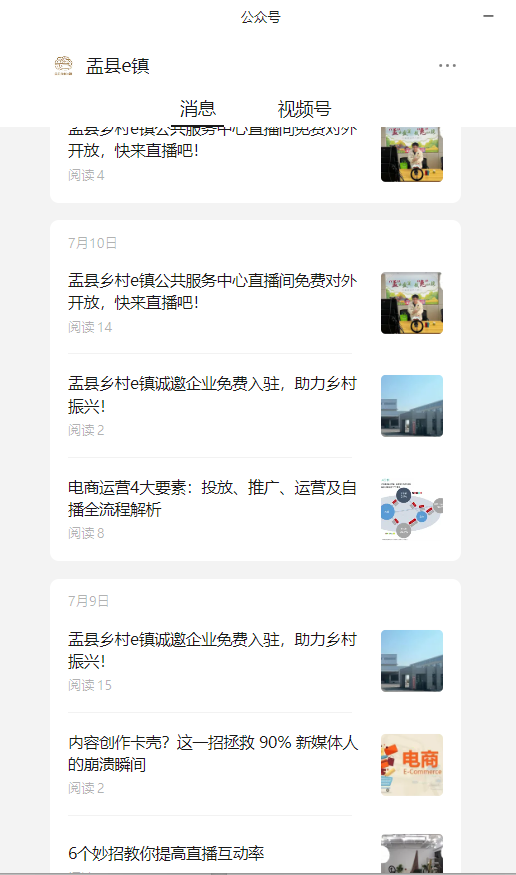 公众号
盂县e镇
消息 视频号
盂县乡村e镇公共服务中心直播间免费对外
开放，快来直播吧！
阅读 4
7月10日
盂县乡村e镇公共服务中心直播间免费对外
开放，快来直播吧！
阅读 14
盂县乡村e镇诚邀企业免费入驻，助力乡村
振兴！
阅读 2
电商运营4大要素：投放、推广、运营及自
播全流程解析
阅读 8
7月9日
盂县乡村e镇诚邀企业免费入驻，助力乡村
振兴！
阅读 15
内容创作卡壳？这一招拯救 90% 新媒体人
的崩溃瞬间
阅读 2
电商
E-Commerce
6个妙招教你提高直播互动率